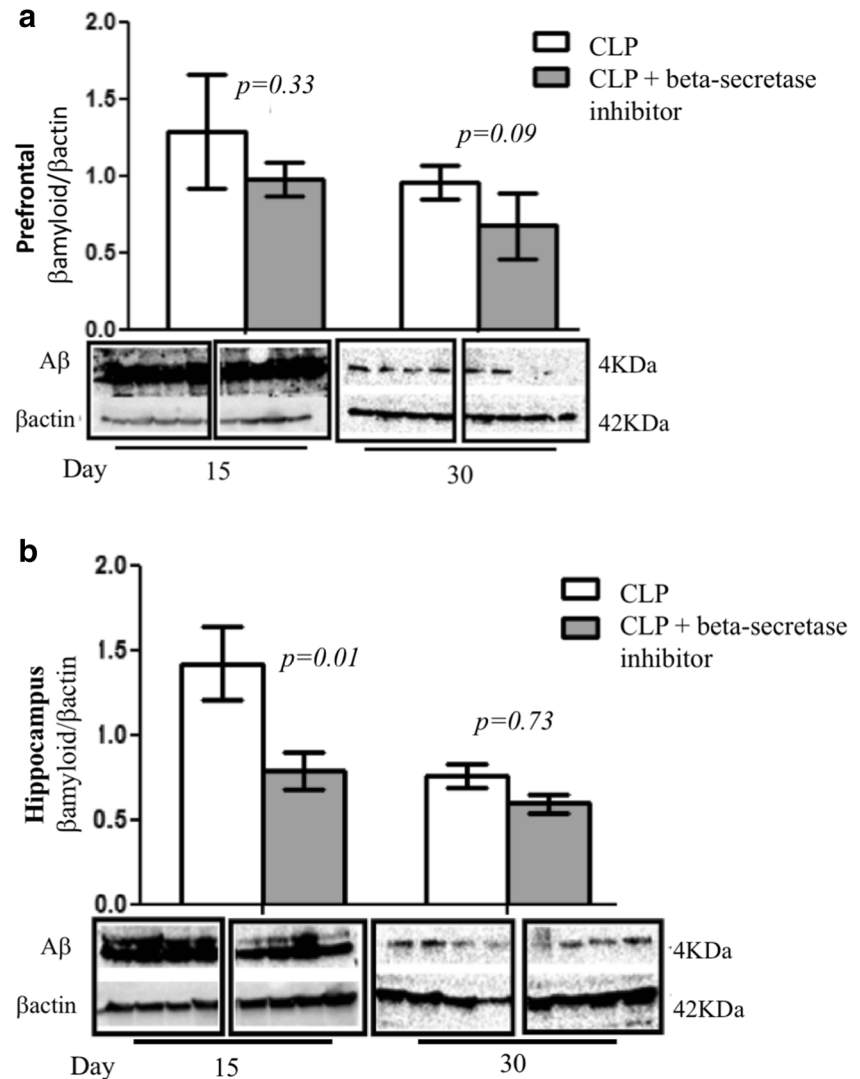 a
2.0
1.5
1.0
0.5
0.0
Prefrontal
βamyloid/βactin
CLP
CLP + beta-secretase
inhibitor
p=0.33
p=0.09
Aβ
4KDa
βactin
42KDa
Day
15
30
b
2.0
1.5
1.0
0.5
0.0
Hippocampus
βamyloid/βactin
CLP
CLP + beta-secretase
inhibitor
p=0.01
p=0.73
Aβ
4KDa
βactin
42KDa
Day
15
30